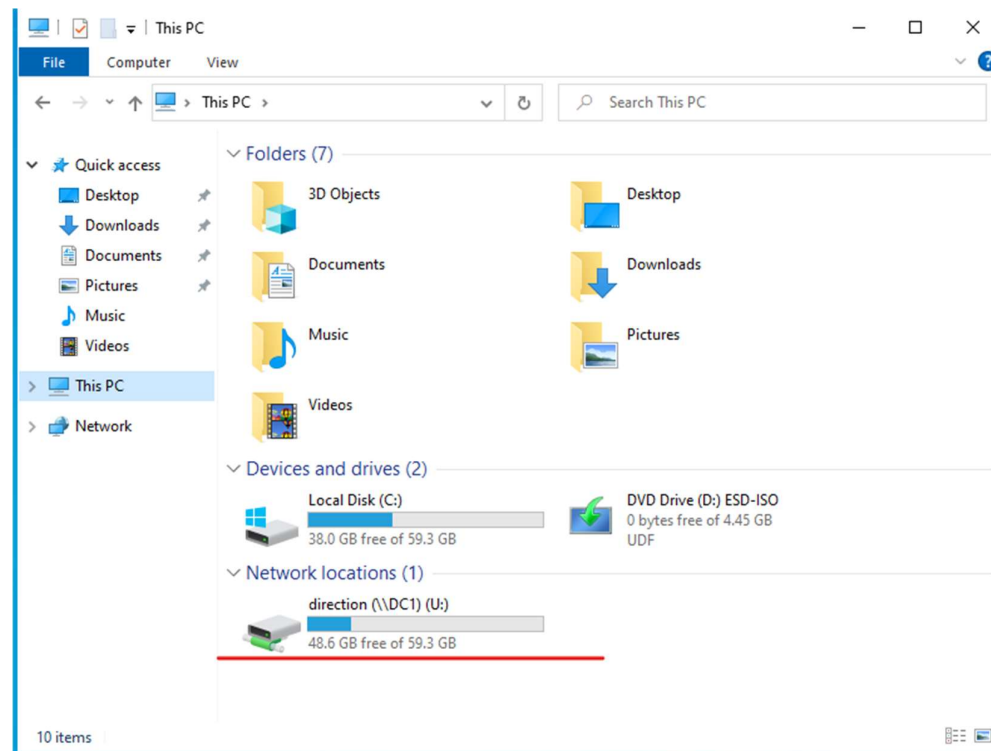 This PC
File Computer View
This PC
Search This PC
Quick access
Desktop
Downloads
Documents
Pictures
Music
Videos
This PC
Network
Folders (7)
3D Objects
Desktop
Documents
Downloads
Music
Pictures
Videos
Devices and drives (2)
Local Disk (C:)
38.0 GB free of 59.3 GB
DVD Drive (D:) ESD-ISO
0 bytes free of 4.45 GB
UDF
Network locations (1)
direction (\\DC1) (U:)
48.6 GB free of 59.3 GB
10 items